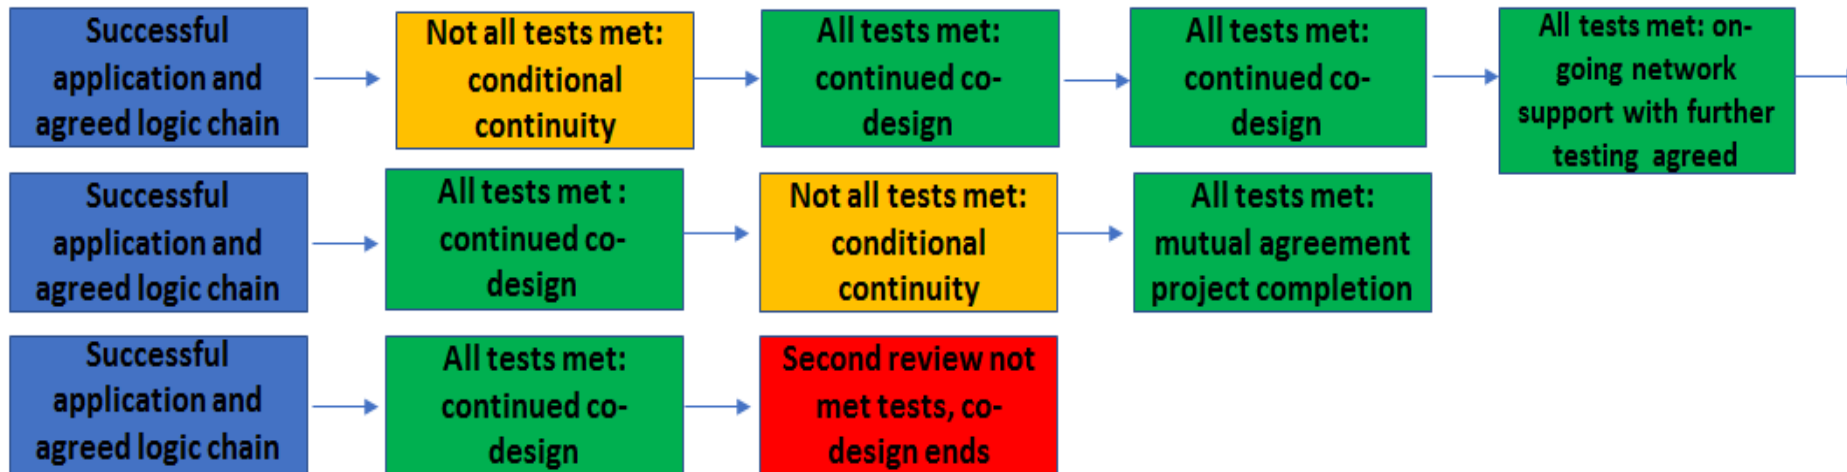 Successful
application and
agreed logic chain
Not all tests met:
conditional
continuity
All tests met:
continued co-
design
All tests met:
continued co-
design
All tests met: on-
going network
support with further
testing agreed
Successful
application and
agreed logic chain
All tests met :
continued co-
design
Not all tests met:
conditional
continuity
All tests met:
mutual agreement
project completion
Successful
application and
agreed logic chain
All tests met:
continued co-
design
Second review not
met tests, co-
design ends